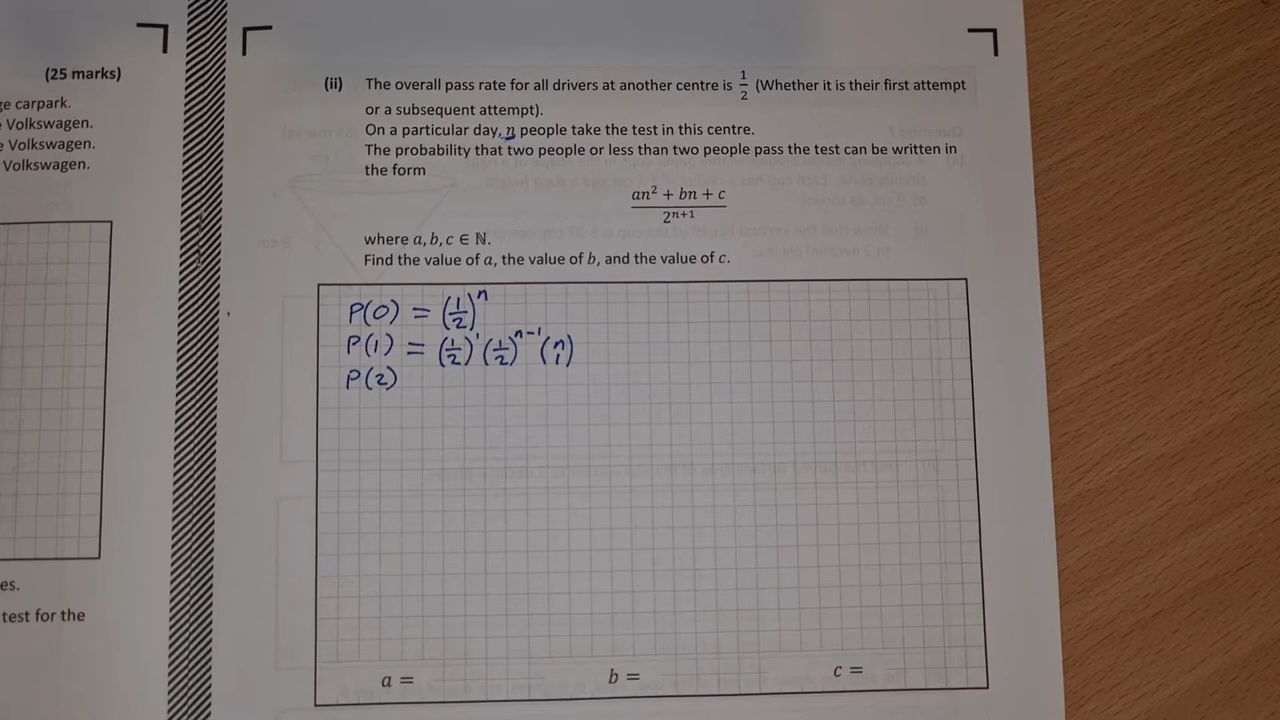 (25 marks)
ge carpark.
e Volkswagen.
e Volkswagen.
Volkswagen.
es.
test for the
(ii) The overall pass rate for all drivers at another centre is 1/2 (Whether it is their first attempt
or a subsequent attempt).
On a particular day, n people take the test in this centre.
The probability that two people or less than two people pass the test can be written in
the form
an² + bn + c
2ⁿ⁺¹
where a, b, c ∈ ℕ.
Find the value of a, the value of b, and the value of c.
P(0) = (1/2)ⁿ
P(1) = (1/2)¹ (1/2)ⁿ⁻¹ (n 1)
P(2)
a = b = c =